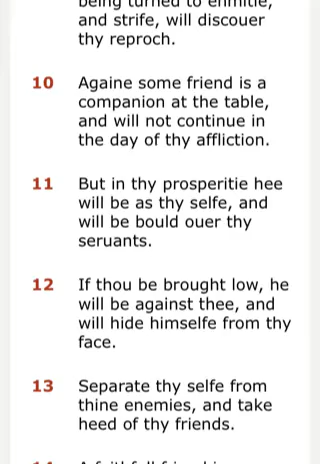 being turned to enmitie,
and strife, will discouer
thy reproch.
10 Againe some friend is a
companion at the table,
and will not continue in
the day of thy affliction.
11 But in thy prosperitie hee
will be as thy selfe, and
will be bould ouer thy
seruants.
12 If thou be brought low, he
will be against thee, and
will hide himselfe from thy
face.
13 Separate thy selfe from
thine enemies, and take
heed of thy friends.